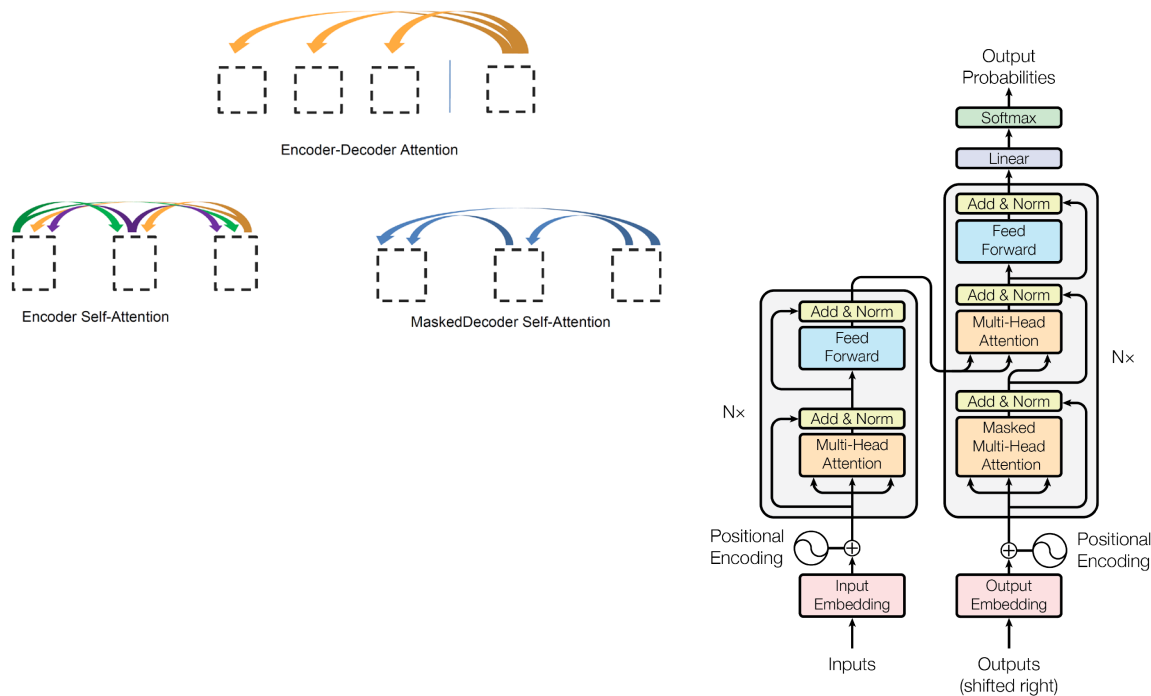 Encoder-Decoder Attention
Encoder Self-Attention
MaskedDecoder Self-Attention
Output
Probabilities
Softmax
Linear
Add & Norm
Feed
Forward
Add & Norm
Multi-Head
Attention
Nx
Add & Norm
Masked
Multi-Head
Attention
Add & Norm
Feed
Forward
Nx
Add & Norm
Multi-Head
Attention
Positional
Encoding
Positional
Encoding
Input
Embedding
Output
Embedding
Inputs
Outputs
(shifted right)